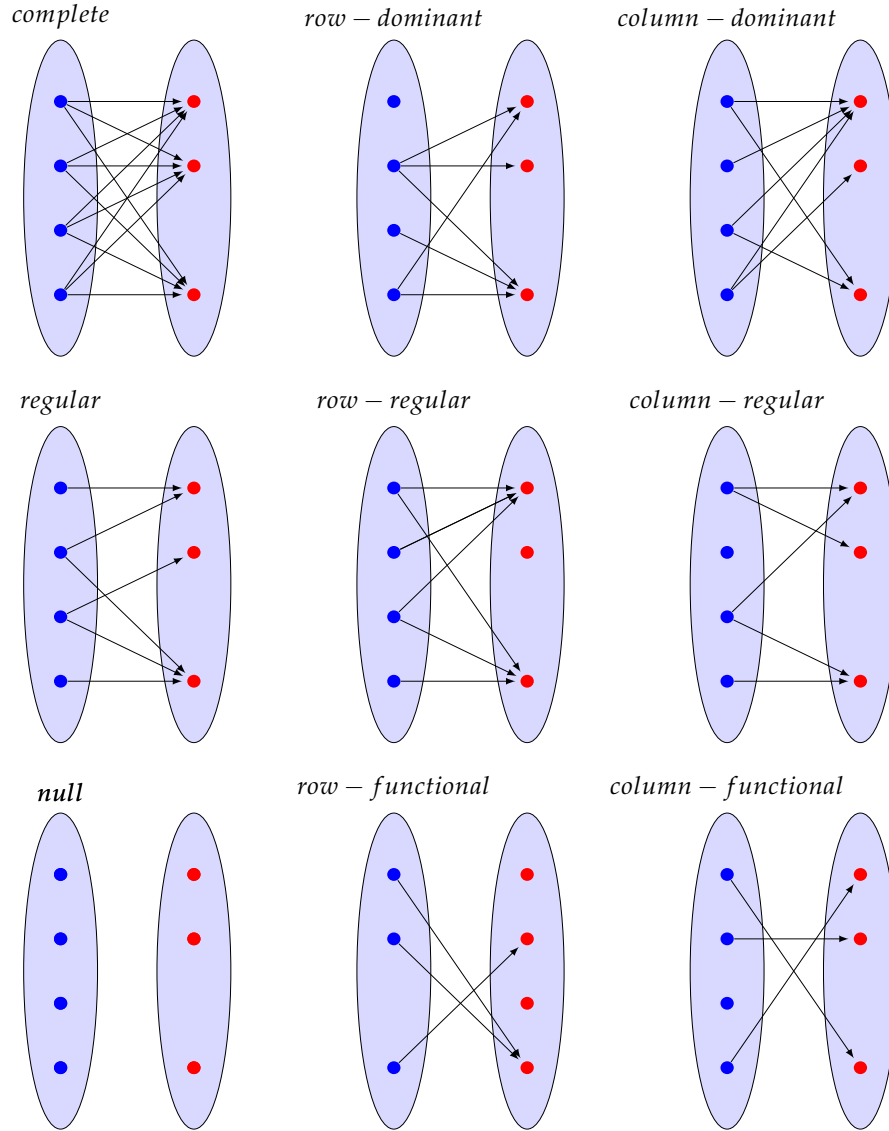 complete
row – dominant
column – dominant
regular
row – regular
column – regular
null
row – functional
column – functional